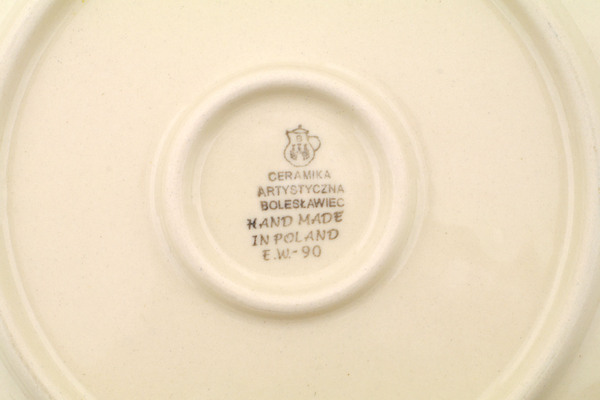 CERAMIKA
ARTYSTYCZNA
BOLESŁAWIEC
HAND MADE
IN POLAND
E.W.-90